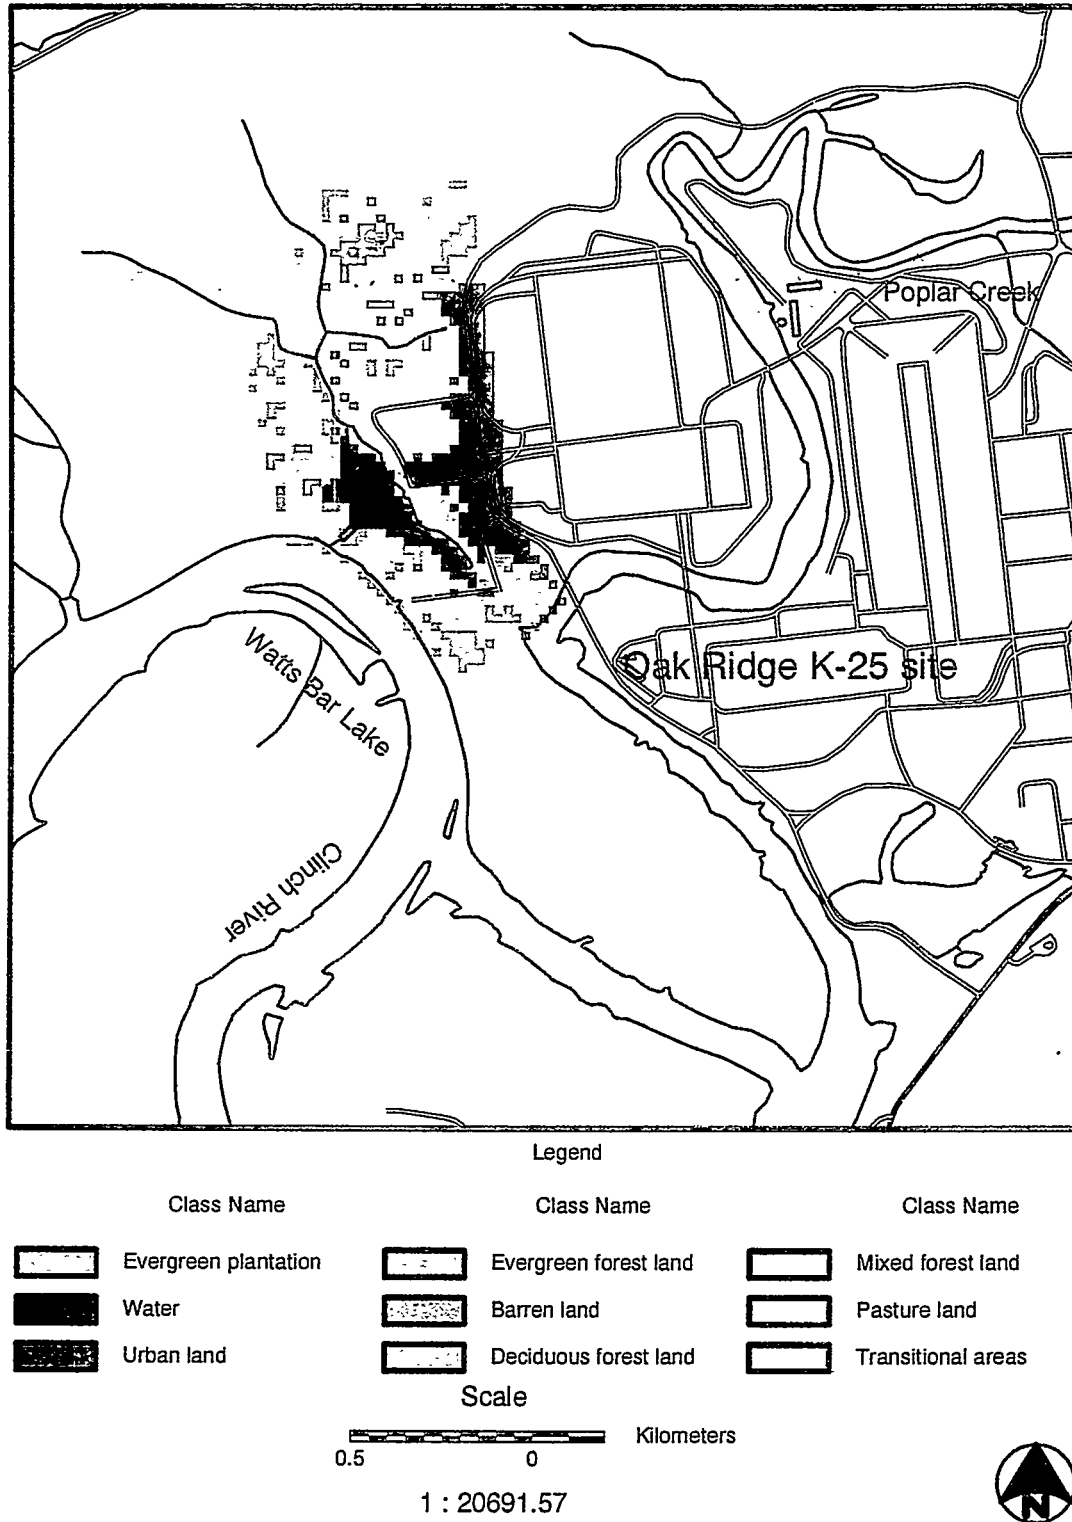 Poplar Creek
Oak Ridge K-25 site
Watts Bar Lake
Clinch River
Legend
Class Name Class Name Class Name
Evergreen plantation Evergreen forest land Mixed forest land
Water Barren land Pasture land
Urban land Deciduous forest land Transitional areas
Scale
Kilometers
0.5 0
1 : 20691.57
N